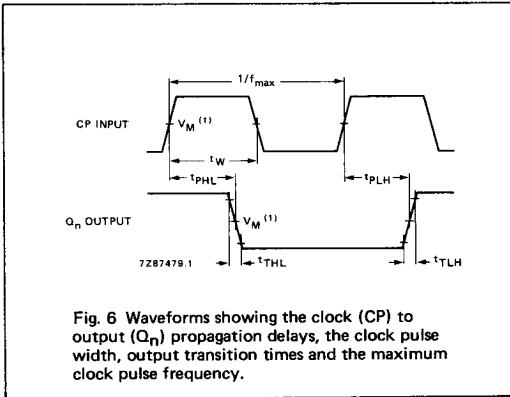 1/fmax
CP INPUT
VM (1)
tW
tPHL
tPLH
Qn OUTPUT
VM (1)
7Z87479.1
tTHL
tTLH
Fig. 6 Waveforms showing the clock (CP) to
output (Qn) propagation delays, the clock pulse
width, output transition times and the maximum
clock pulse frequency.